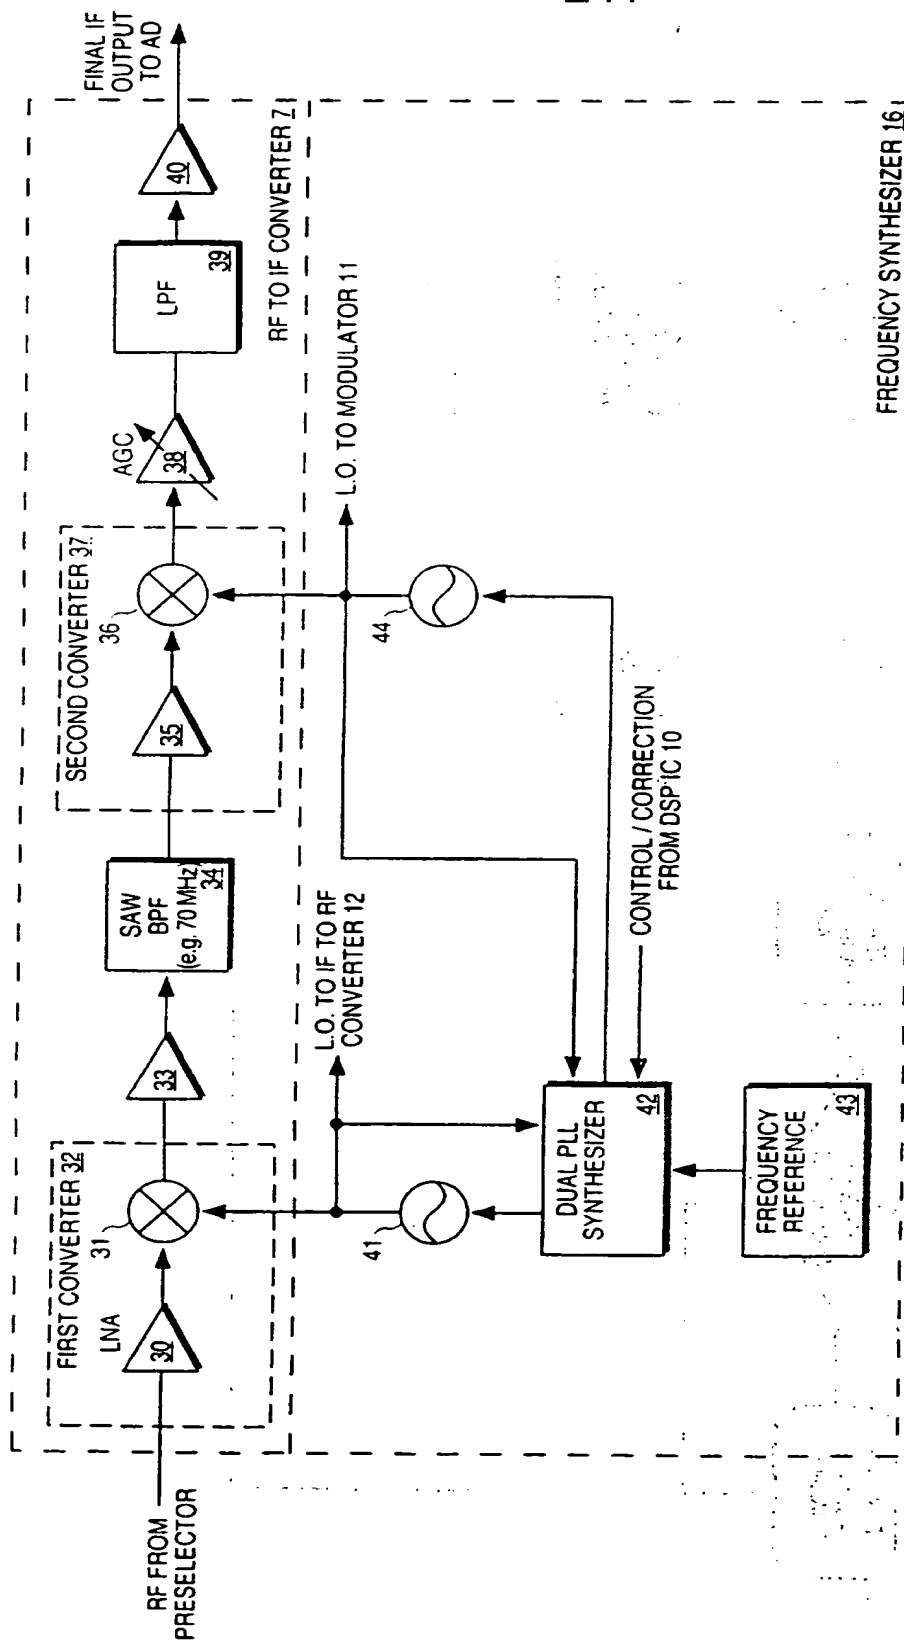 RF FROM
PRESELECTOR
FIRST CONVERTER 32
LNA
30
31
33
SAW
BPF
(e.g. 70 MHz)
34
SECOND CONVERTER 37
35
36
AGC
38
LPF
39
40
FINAL IF
OUTPUT
TO AD
RF TO IF CONVERTER 7
L.O. TO IF TO RF
CONVERTER 12
L.O. TO MODULATOR 11
41
44
DUAL PLL
SYNTHESIZER
42
CONTROL / CORRECTION
FROM DSP IC 10
FREQUENCY
REFERENCE
43
FREQUENCY SYNTHESIZER 16